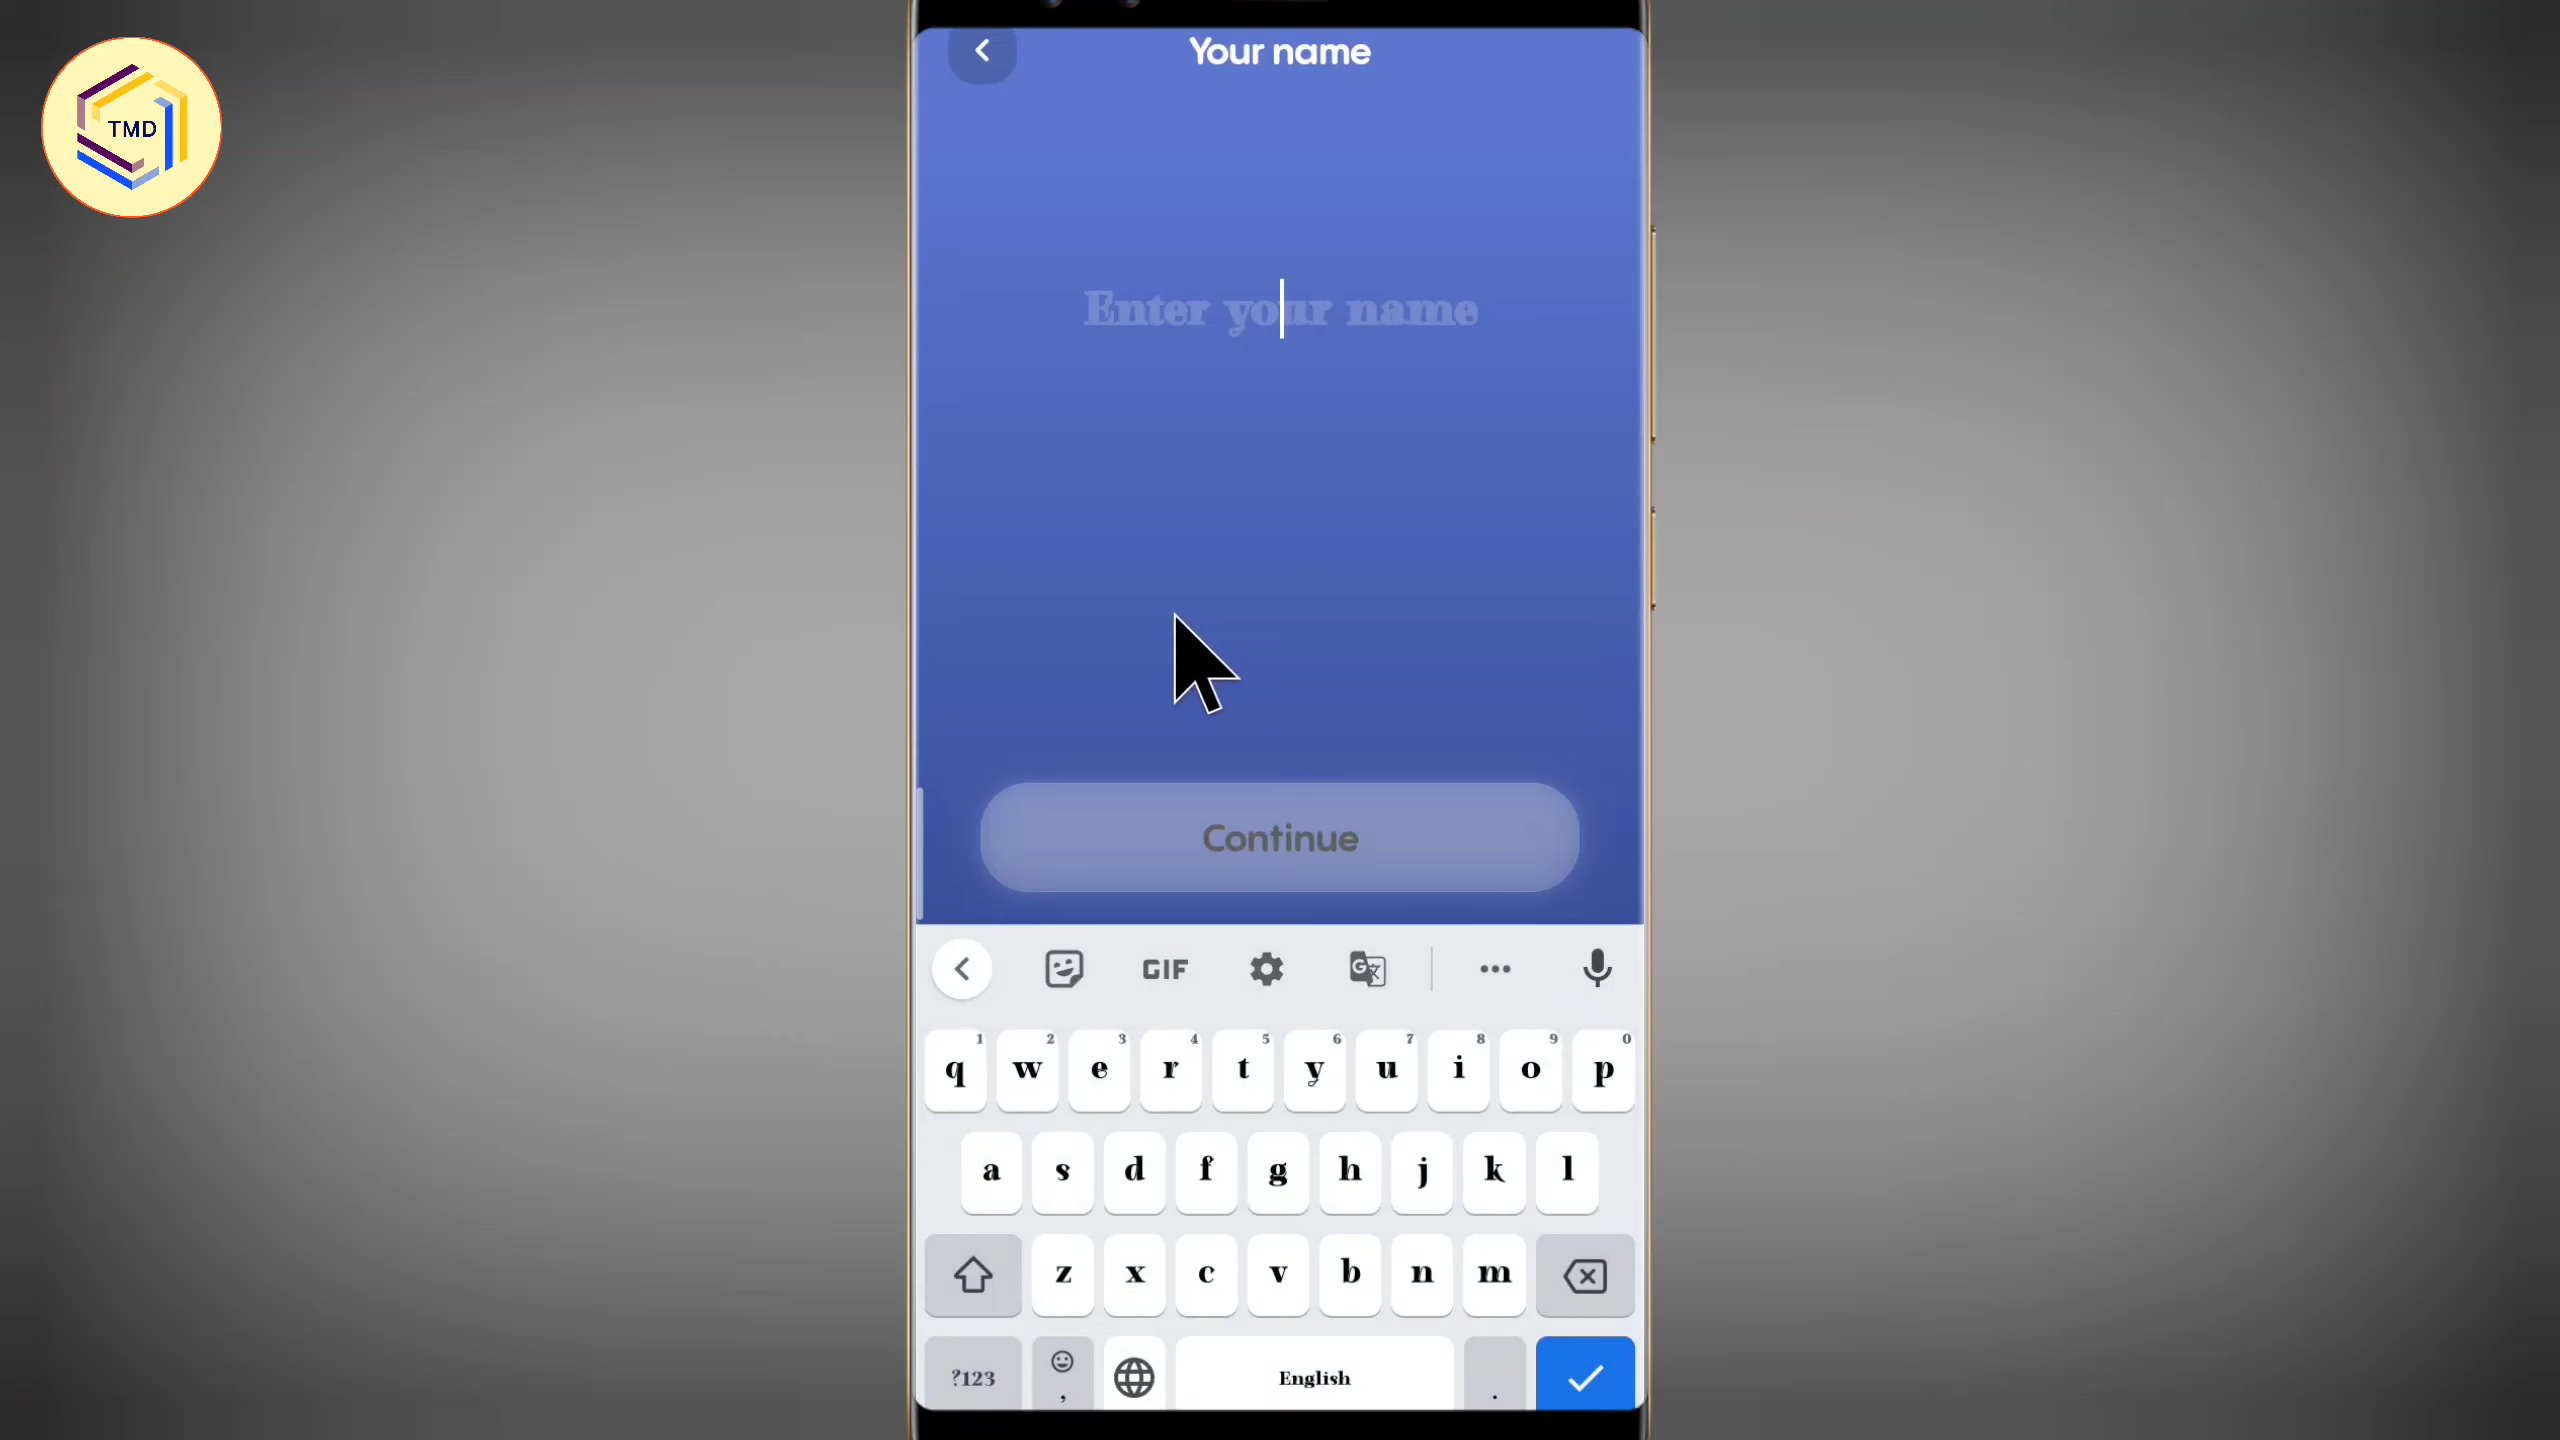 TMD
Your name
Enter your name
Continue
GIF
1 2 3 4 5 6 7 8 9 0
q w e r t y u i o p
a s d f g h j k l
z x c v b n m
?123 , English .